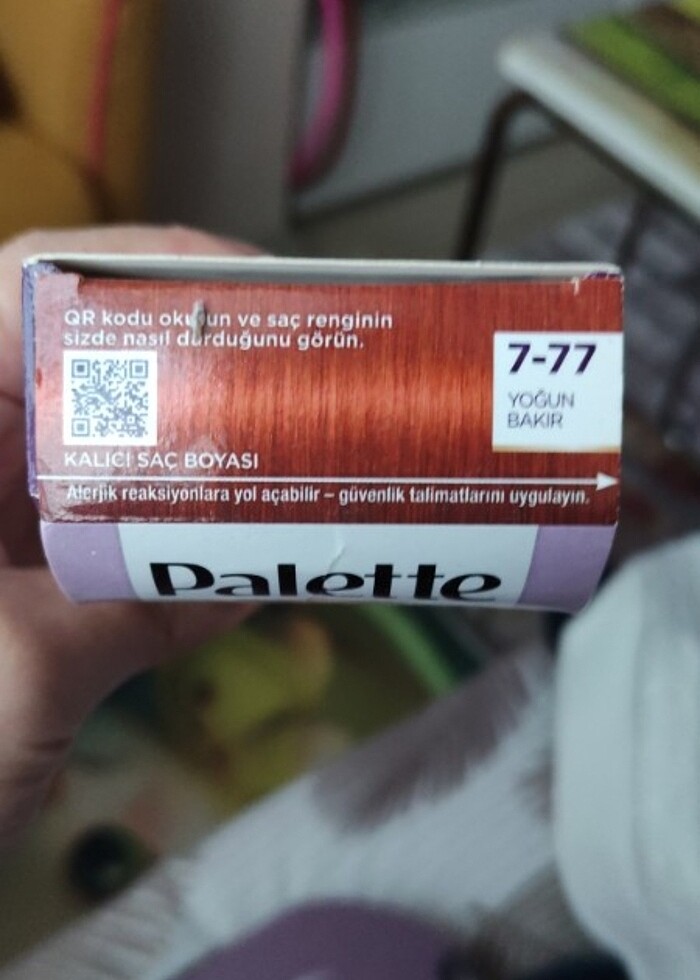 QR kodu okutun ve saç renginin
sizde nasıl durduğunu görün.
7-77
YOĞUN
BAKIR
KALICI SAÇ BOYASI
Alerjik reaksiyonlara yol açabilir – güvenlik talimatlarını uygulayın.
Palette